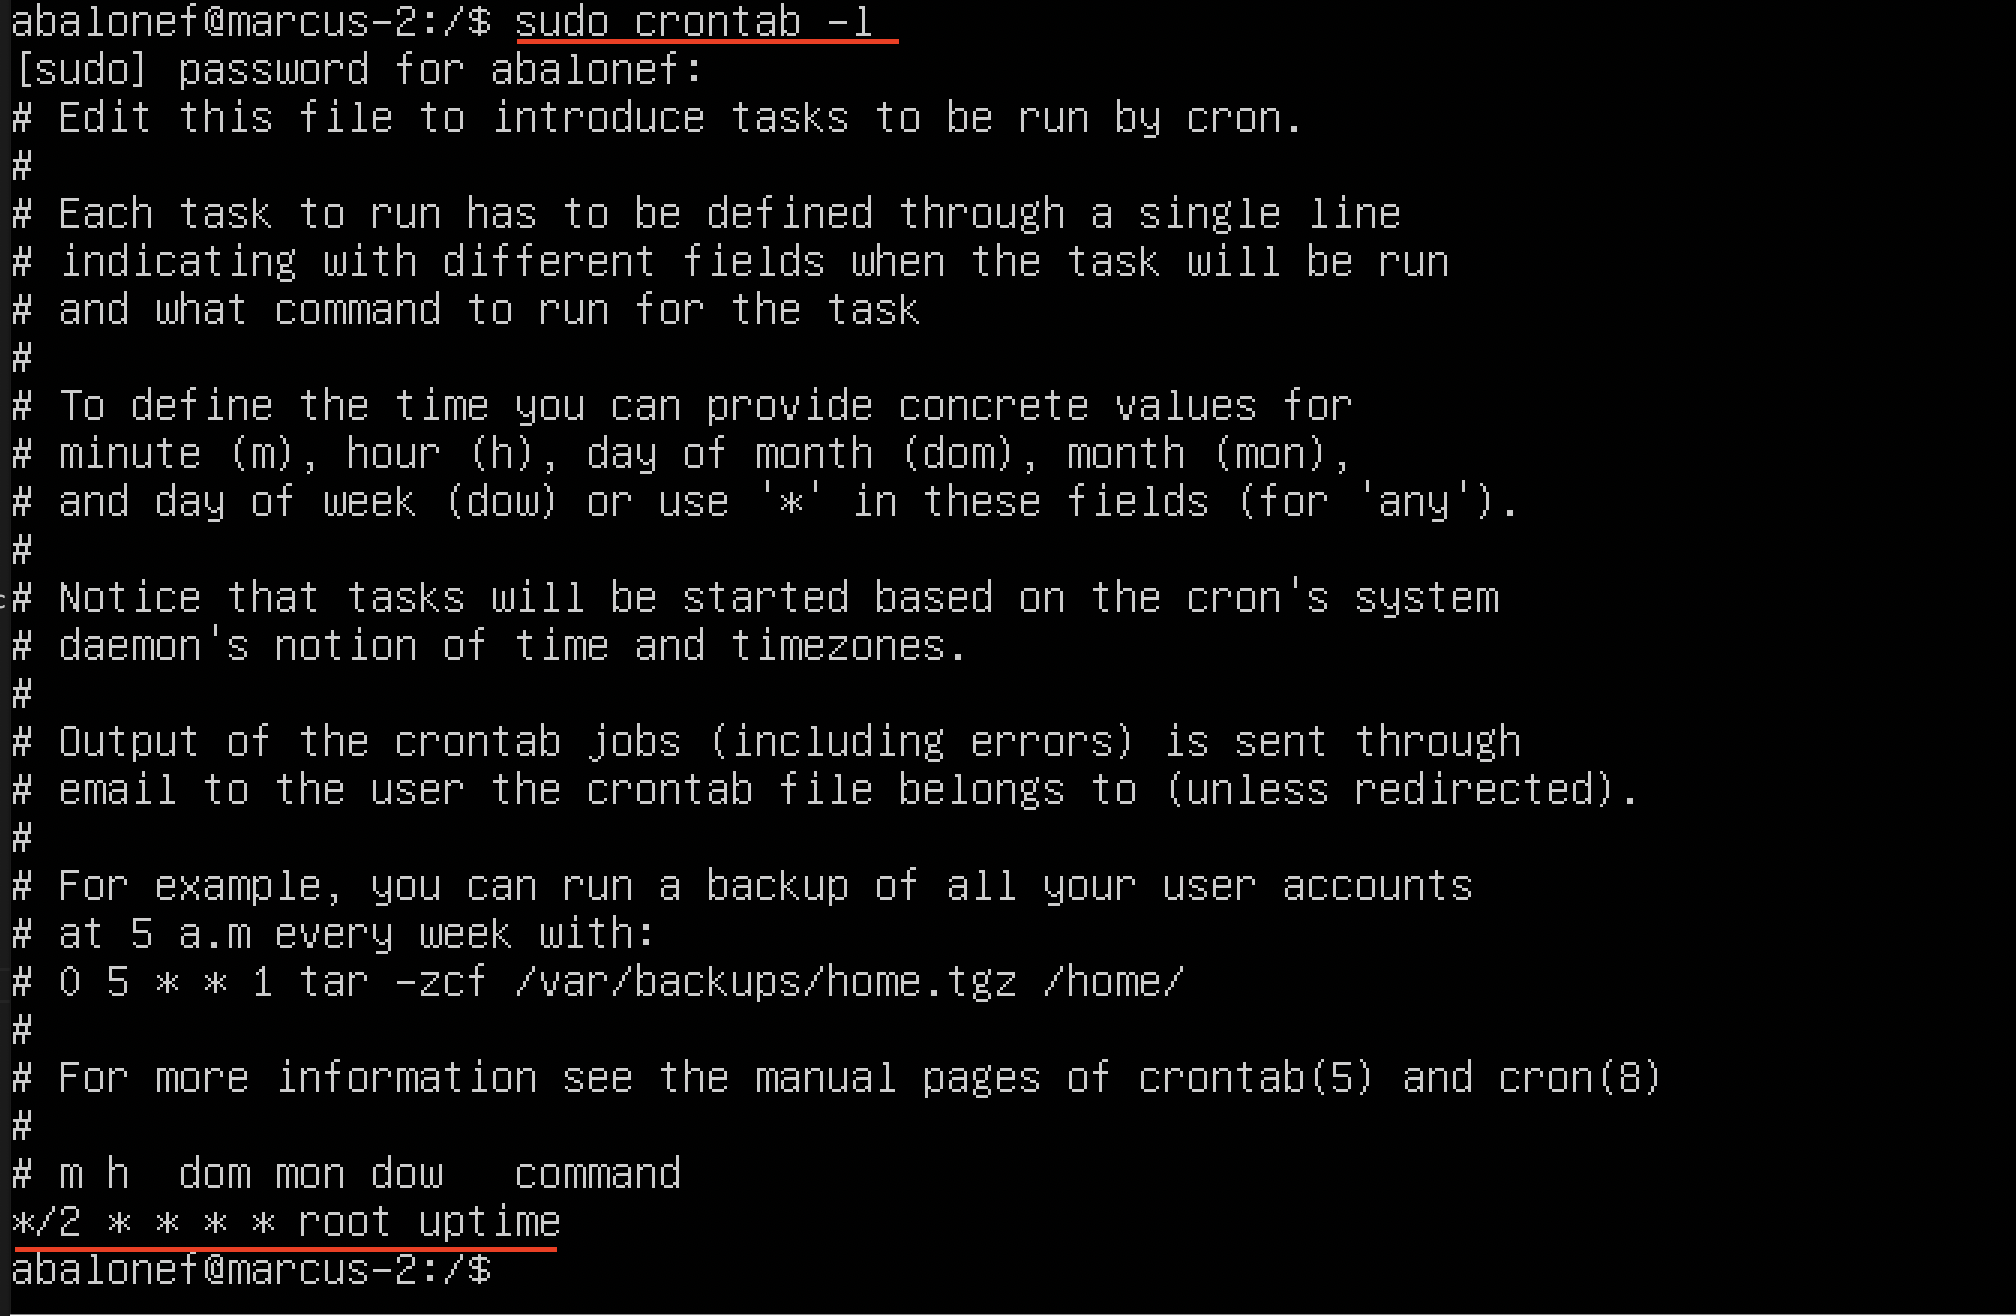 abalonef@marcus-2:/$ sudo crontab -l
[sudo] password for abalonef:
# Edit this file to introduce tasks to be run by cron.
#
# Each task to run has to be defined through a single line
# indicating with different fields when the task will be run
# and what command to run for the task
#
# To define the time you can provide concrete values for
# minute (m), hour (h), day of month (dom), month (mon),
# and day of week (dow) or use '*' in these fields (for 'any').
#
# Notice that tasks will be started based on the cron's system
# daemon's notion of time and timezones.
#
# Output of the crontab jobs (including errors) is sent through
# email to the user the crontab file belongs to (unless redirected).
#
# For example, you can run a backup of all your user accounts
# at 5 a.m every week with:
# 0 5 * * 1 tar -zcf /var/backups/home.tgz /home/
#
# For more information see the manual pages of crontab(5) and cron(8)
#
# m h  dom mon dow   command
*/2 * * * * root uptime
abalonef@marcus-2:/$